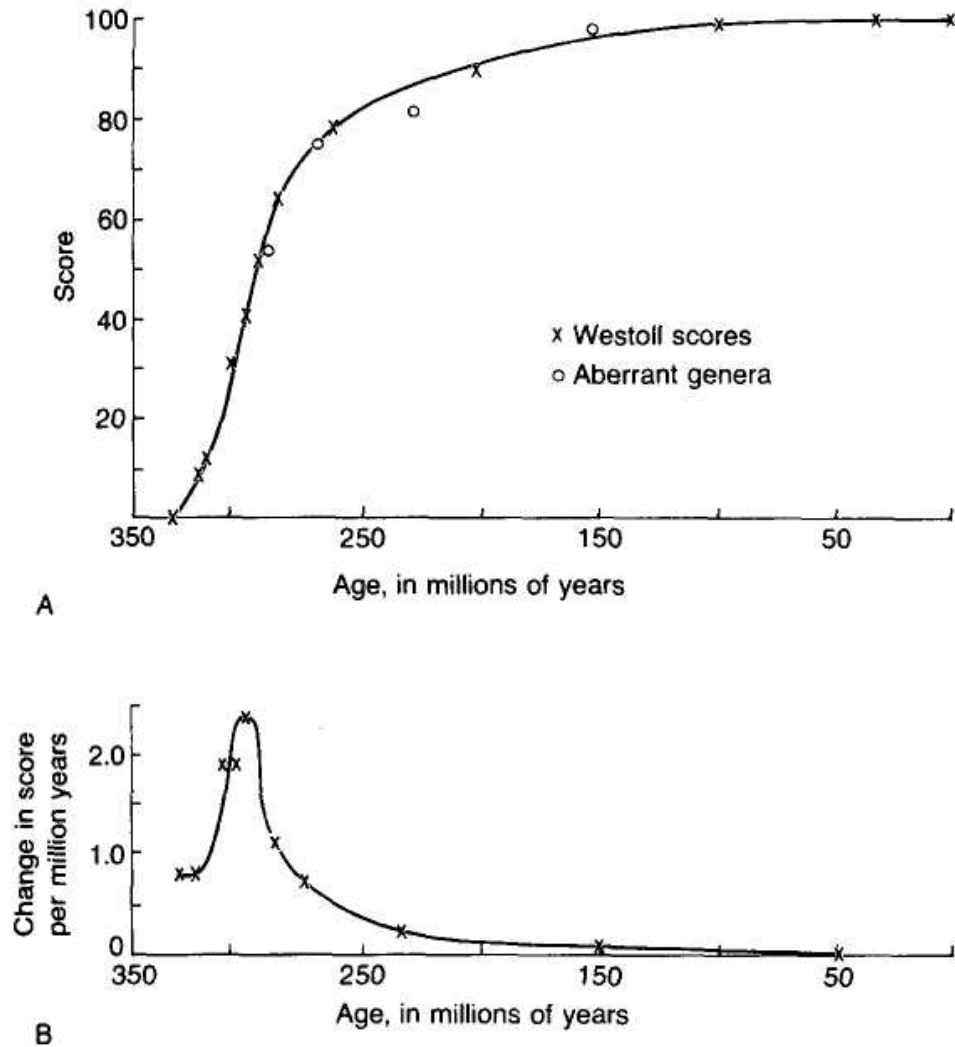 100
80
60
40
20
Score
x Westoll scores
o Aberrant genera
350 250 150 50
Age, in millions of years
A
2.0
1.0
0
Change in score
per million years
350 250 150 50
Age, in millions of years
B